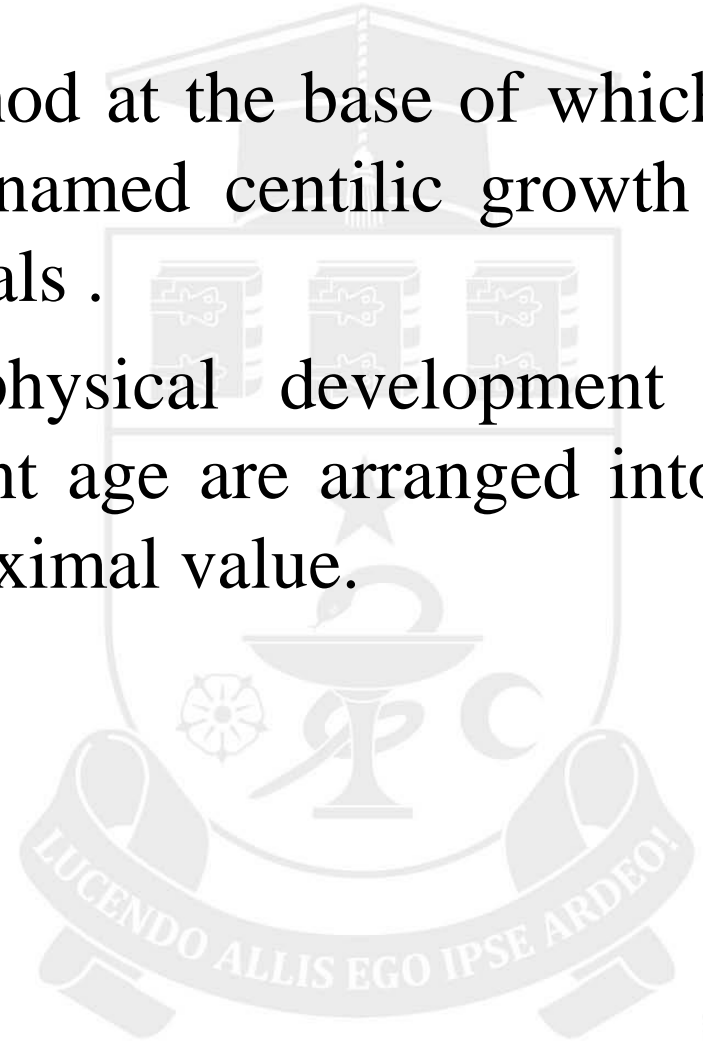 nod at the base of which
named centilic growth
als .
physical development
nt age are arranged into
ximal value.
LUCENDO ALLIS EGO IPSE ARDEO!